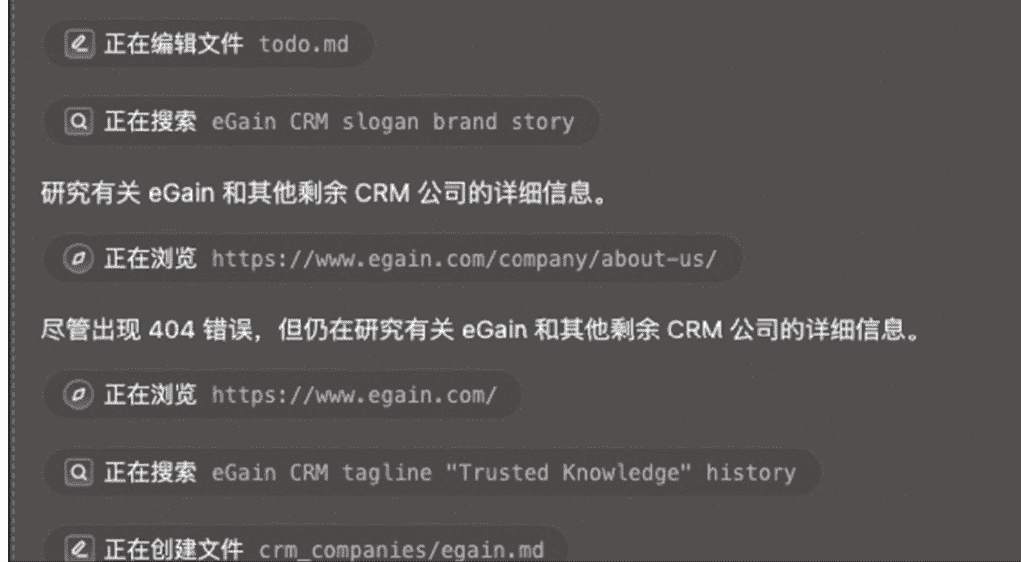 正在编辑文件 todo.md
正在搜索 eGain CRM slogan brand story
研究有关 eGain 和其他剩余 CRM 公司的详细信息。
正在浏览 https://www.egain.com/company/about-us/
尽管出现 404 错误，但仍在研究有关 eGain 和其他剩余 CRM 公司的详细信息。
正在浏览 https://www.egain.com/
正在搜索 eGain CRM tagline "Trusted Knowledge" history
正在创建文件 crm_companies/egain.md